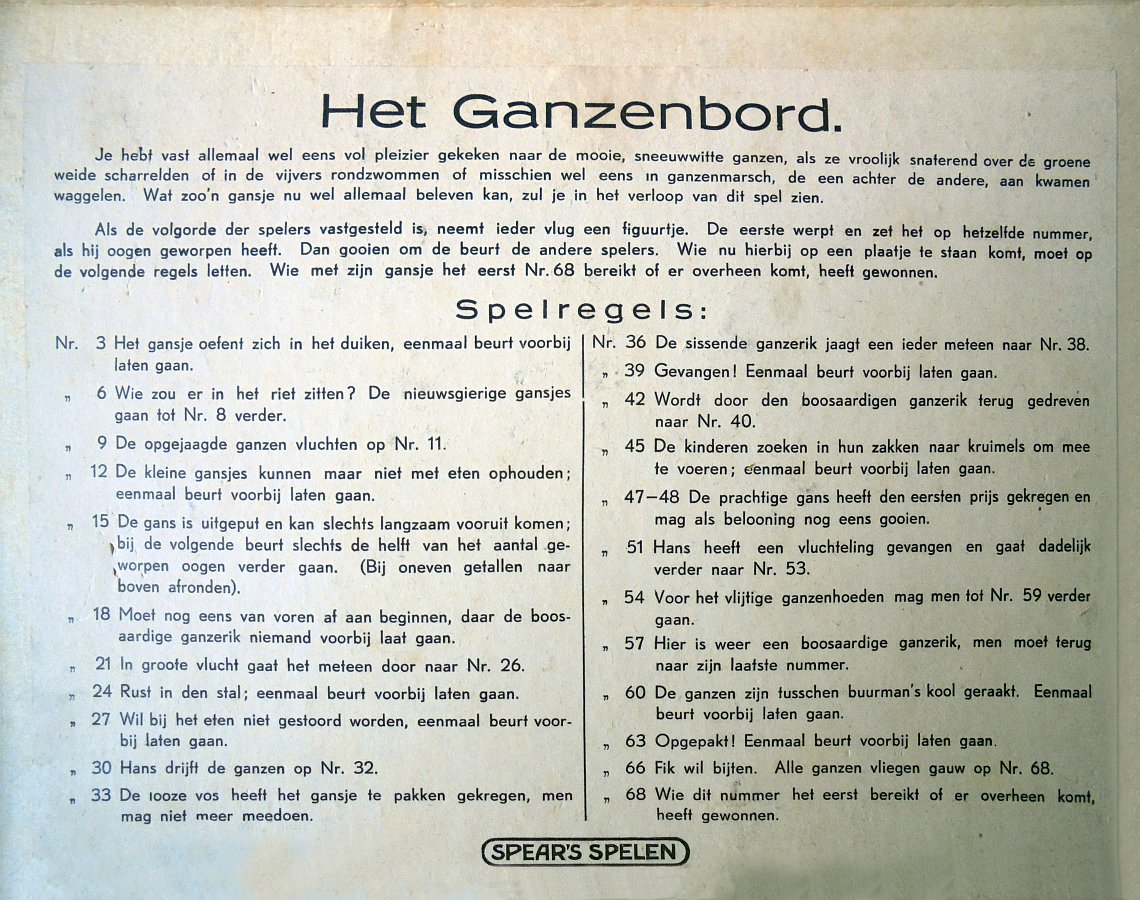 Het Ganzenbord.
Je hebt vast allemaal wel eens vol pleizier gekeken naar de mooie, sneeuwwitte ganzen, als ze vroolijk snaterend over de groene
weide scharrelden of in de vijvers rondzwommen of misschien wel eens in ganzenmarsch, de een achter de andere, aan kwamen
waggelen. Wat zoo'n gansje nu wel allemaal beleven kan, zul je in het verloop van dit spel zien.
Als de volgorde der spelers vastgesteld is, neemt ieder vlug een figuurtje. De eerste werpt en zet het op hetzelfde nummer,
als hij oogen geworpen heeft. Dan gooien om de beurt de andere spelers. Wie nu hierbij op een plaatje te staan komt, moet op
de volgende regels letten. Wie met zijn gansje het eerst Nr. 68 bereikt of er overheen komt, heeft gewonnen.
Spelregels:
Nr. 3 Het gansje oefent zich in het duiken, eenmaal beurt voorbij
laten gaan.
„ 6 Wie zou er in het riet zitten? De nieuwsgierige gansjes
gaan tot Nr. 8 verder.
„ 9 De opgejaagde ganzen vluchten op Nr. 11.
„ 12 De kleine gansjes kunnen maar niet met eten ophouden;
eenmaal beurt voorbij laten gaan.
„ 15 De gans is uitgeput en kan slechts langzaam vooruit komen;
bij de volgende beurt slechts de helft van het aantal ge-
worpen oogen verder gaan. (Bij oneven getallen naar
boven afronden).
„ 18 Moet nog eens van voren af aan beginnen, daar de boos-
aardige ganzerik niemand voorbij laat gaan.
„ 21 In groote vlucht gaat het meteen door naar Nr. 26.
„ 24 Rust in den stal; eenmaal beurt voorbij laten gaan.
„ 27 Wil bij het eten niet gestoord worden, eenmaal beurt voor-
bij laten gaan.
„ 30 Hans drijft de ganzen op Nr. 32.
„ 33 De looze vos heeft het gansje te pakken gekregen, men
mag niet meer meedoen.
Nr. 36 De sissende ganzerik jaagt een ieder meteen naar Nr. 38.
„ 39 Gevangen! Eenmaal beurt voorbij laten gaan.
„ 42 Wordt door den boosaardigen ganzerik terug gedreven
naar Nr. 40.
„ 45 De kinderen zoeken in hun zakken naar kruimels om mee
te voeren; eenmaal beurt voorbij laten gaan.
„ 47—48 De prachtige gans heeft den eersten prijs gekregen en
mag als belooning nog eens gooien.
„ 51 Hans heeft een vluchteling gevangen en gaat dadelijk
verder naar Nr. 53.
„ 54 Voor het vlijtige ganzenhoeden mag men tot Nr. 59 verder
gaan.
„ 57 Hier is weer een boosaardige ganzerik, men moet terug
naar zijn laatste nummer.
„ 60 De ganzen zijn tusschen buurman's kool geraakt. Eenmaal
beurt voorbij laten gaan.
„ 63 Opgepakt! Eenmaal beurt voorbij laten gaan.
„ 66 Fik wil bijten. Alle ganzen vliegen gauw op Nr. 68.
„ 68 Wie dit nummer het eerst bereikt of er overheen komt,
heeft gewonnen.
SPEAR'S SPELEN